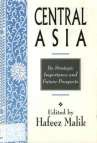 CENTRAL
ASIA
Its Strategic
Importance and
Future Prospects
Edited by
Hafeez Malik